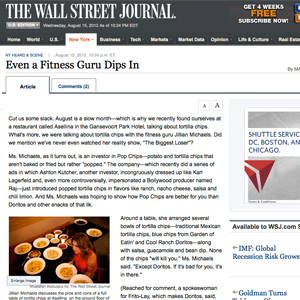 THE WALL STREET JOURNAL.
U.S. EDITION Wednesday, August 15, 2012 As of 10:24 PM EDT
GET 4 WEEKS
FREE
Home World U.S. New York Business Markets Tech Personal Finance Life & Culture
NY HEARD & SCENE August 15, 2012, 10:24 p.m. ET
Even a Fitness Guru Dips In
By
Article Comments (2)
A A
Cut us some slack. August is a slow month—which is why we recently found ourselves at
a restaurant called Asellina in the Gansevoort Park Hotel, talking about tortilla chips.
What's more, we were talking about tortilla chips with the fitness guru Jillian Michaels. Did
we mention we've never even watched her reality show, "The Biggest Loser"?
Ms. Michaels, as it turns out, is an investor in Pop Chips—potato and tortilla chips that
aren't baked or fried but rather "popped." The company—which recently did a series of
ads in which Ashton Kutcher, another investor, incongruously dressed up like Karl
Lagerfeld and, even more controversially, impersonated a Bollywood producer named
Raj—just introduced popped tortilla chips in flavors like ranch, nacho cheese, salsa and
chili limon. And Ms. Michaels was hoping to show how Pop Chips are better for you than
Doritos and other snacks of that ilk.
Around a table, she arranged several
bowls of tortilla chips—traditional Mexican
tortilla chips, blue chips from Garden of
Eatin' and Cool Ranch Doritos—along
with salsa, guacamole and bean dip. None
of the chips "will kill you," Ms. Michaels
said. "Except Doritos. If it's bad for you, it's
in there."
(Reached for comment, a spokeswoman
for Frito-Lay, which makes Doritos, said,
Enlarge Image
for The Wall Street Journal
Jillian Michaels discusses the pros and cons of a full
table of tortilla chips at Asellina, on the ground floor of
SHUTTLE SERVICE
DC, BOSTON, AND
CHICAGO.
Available to WSJ.com S
IMF: Global
Recession Risk Grows
Goldman Turns